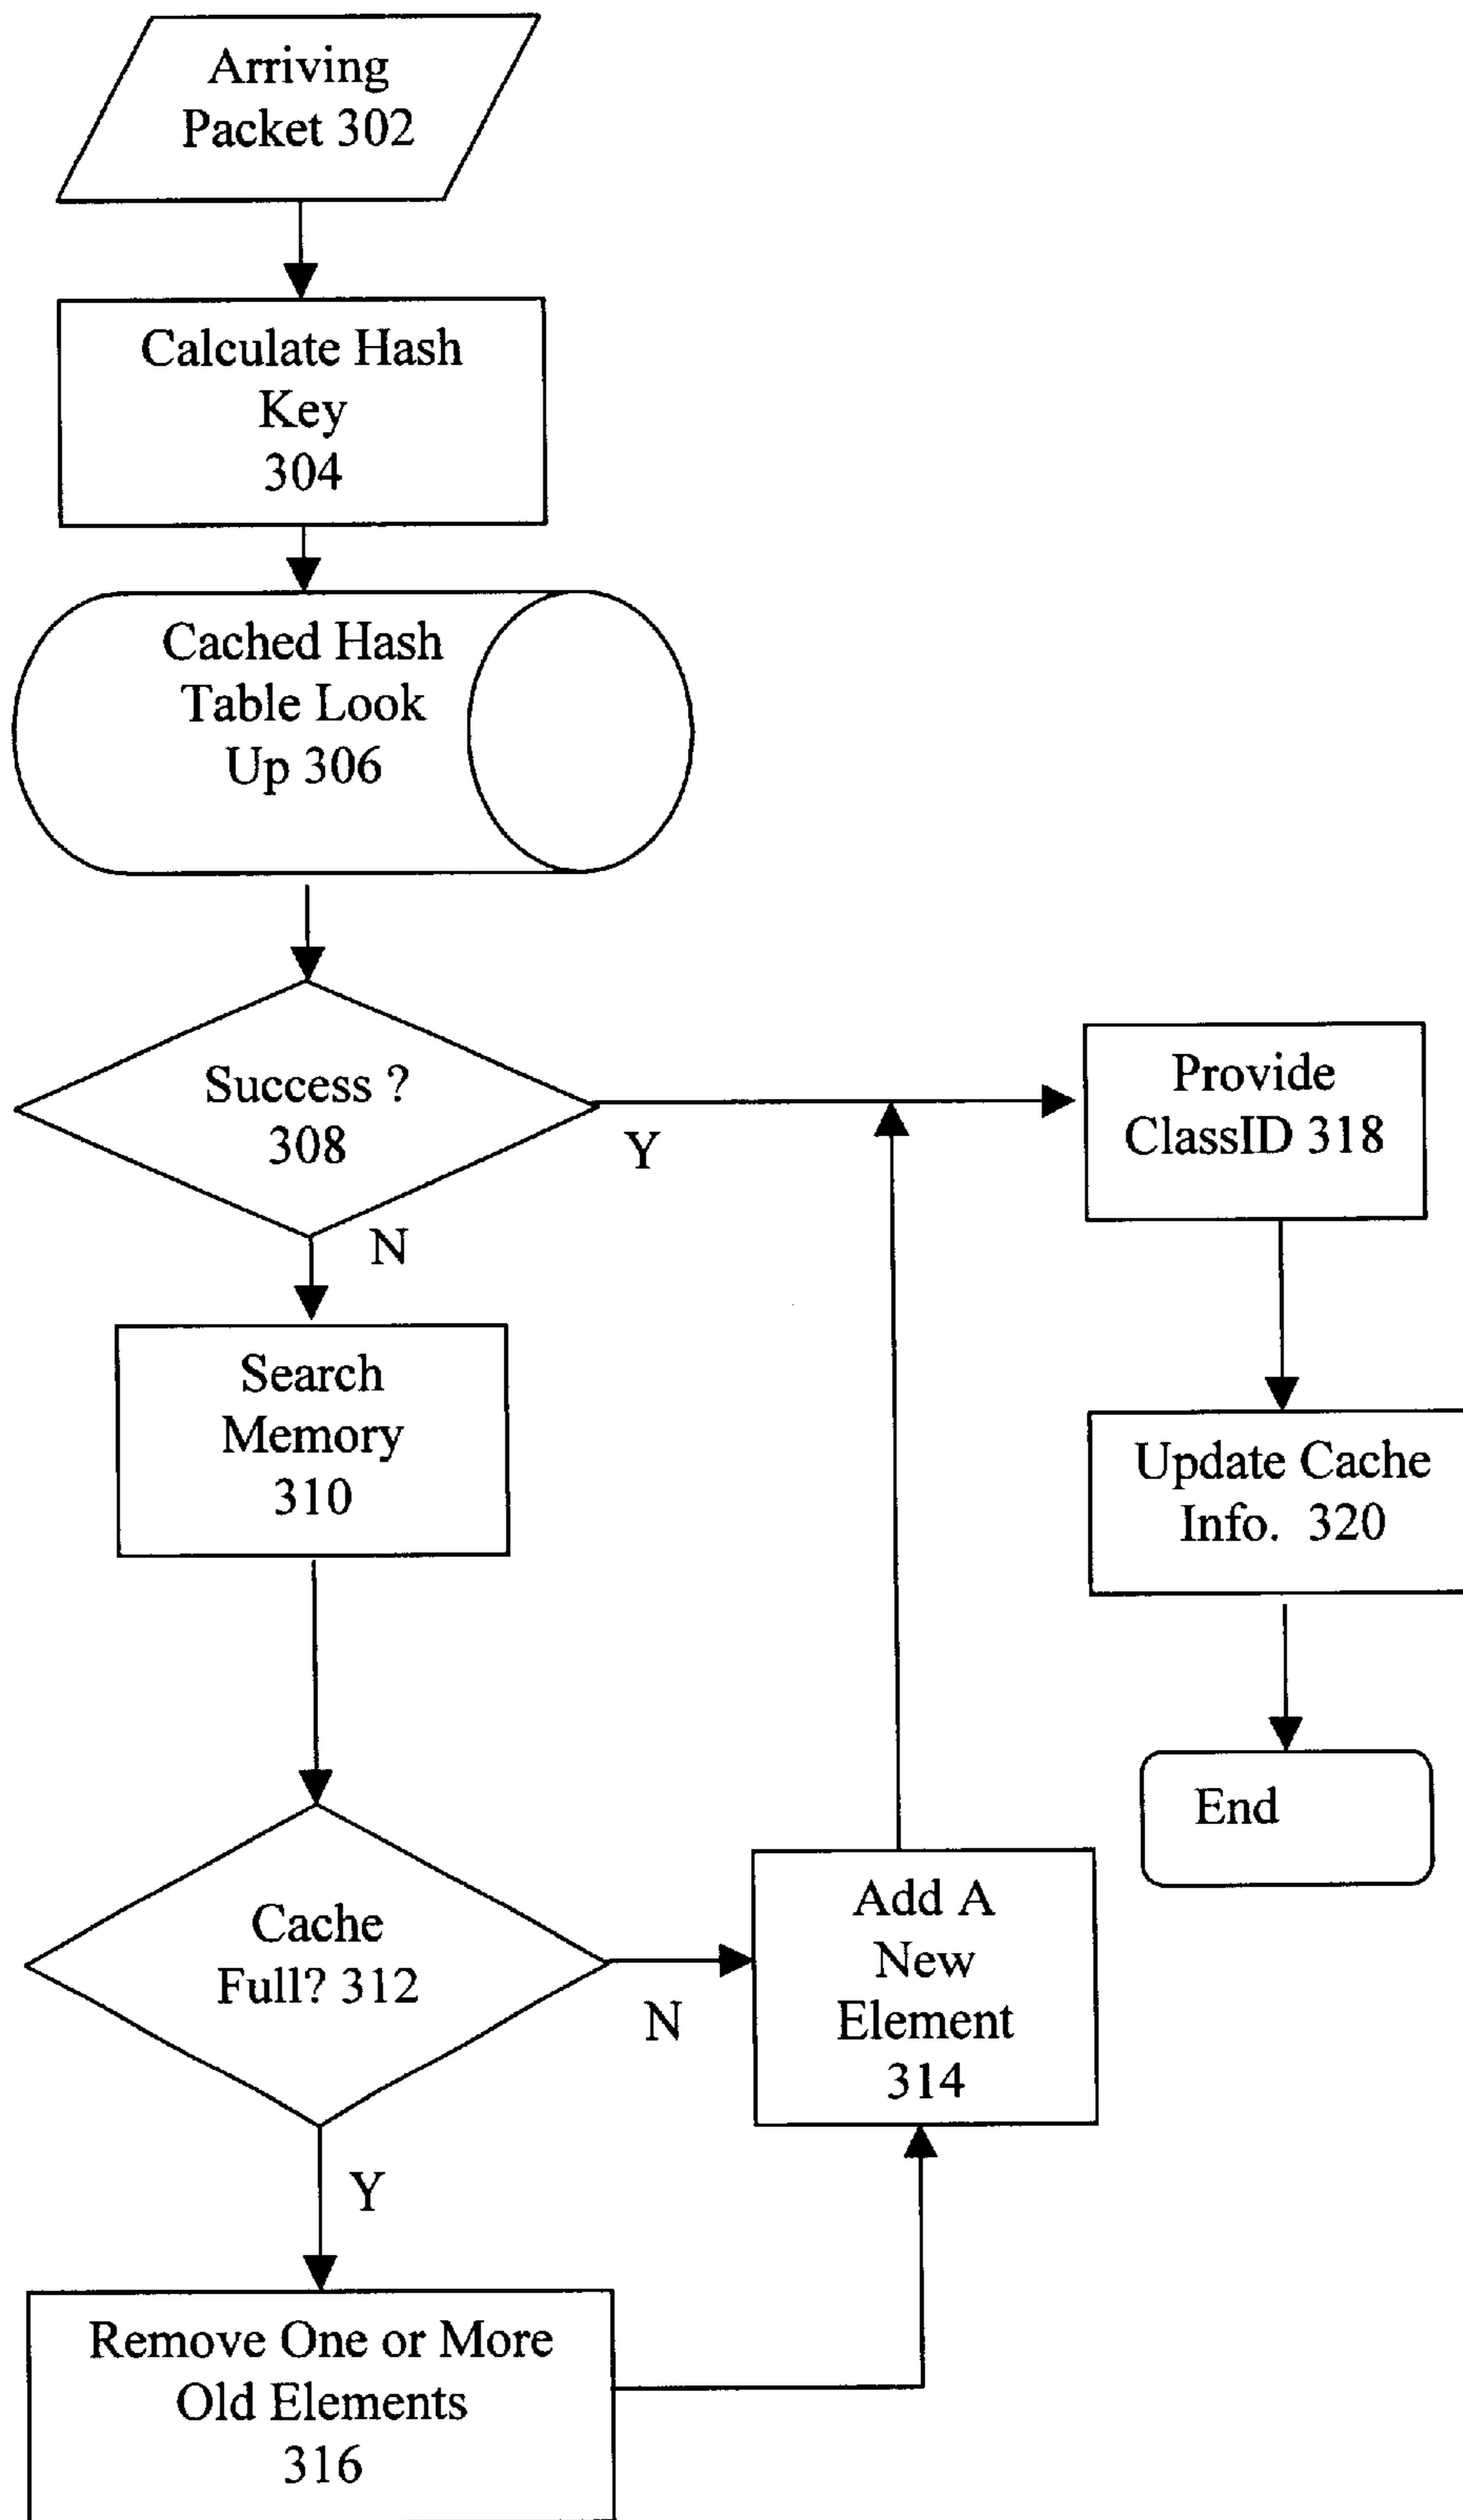 Arriving
Packet 302
Calculate Hash
Key
304
Cached Hash
Table Look
Up 306
Success ?
308
Y
N
Provide
ClassID 318
Search
Memory
310
Update Cache
Info. 320
End
Cache
Full? 312
N
Y
Add A
New
Element
314
Remove One or More
Old Elements
316